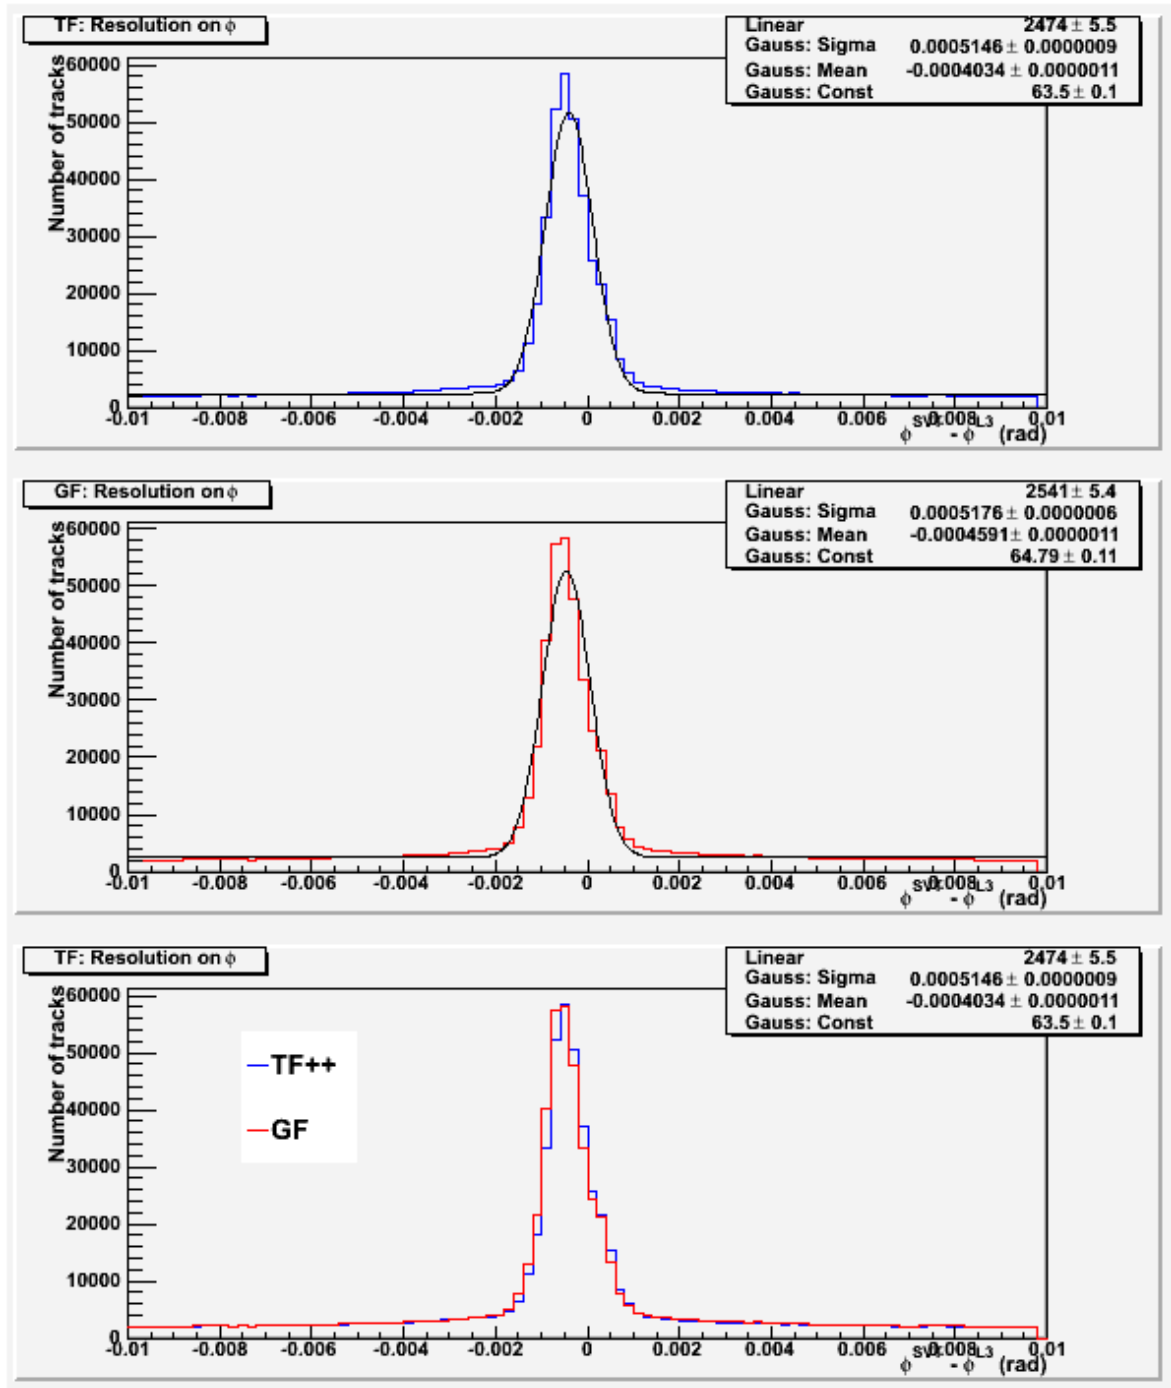 TF: Resolution on ϕ
Linear 2474 ± 5.5
Gauss: Sigma 0.0005146 ± 0.0000009
Gauss: Mean -0.0004034 ± 0.0000011
Gauss: Const 63.5 ± 0.1
Number of tracks
60000
50000
40000
30000
20000
10000
0
-0.01 -0.008 -0.006 -0.004 -0.002 0 0.002 0.004 0.006 0.008 0.01
ϕSVT - ϕL3 (rad)
GF: Resolution on ϕ
Linear 2541 ± 5.4
Gauss: Sigma 0.0005176 ± 0.0000006
Gauss: Mean -0.0004591 ± 0.0000011
Gauss: Const 64.79 ± 0.11
Number of tracks
60000
50000
40000
30000
20000
10000
0
-0.01 -0.008 -0.006 -0.004 -0.002 0 0.002 0.004 0.006 0.008 0.01
ϕSVT - ϕL3 (rad)
TF: Resolution on ϕ
Linear 2474 ± 5.5
Gauss: Sigma 0.0005146 ± 0.0000009
Gauss: Mean -0.0004034 ± 0.0000011
Gauss: Const 63.5 ± 0.1
Number of tracks
60000
50000
40000
30000
20000
10000
0
TF++
GF
-0.01 -0.008 -0.006 -0.004 -0.002 0 0.002 0.004 0.006 0.008 0.01
ϕSVT - ϕL3 (rad)